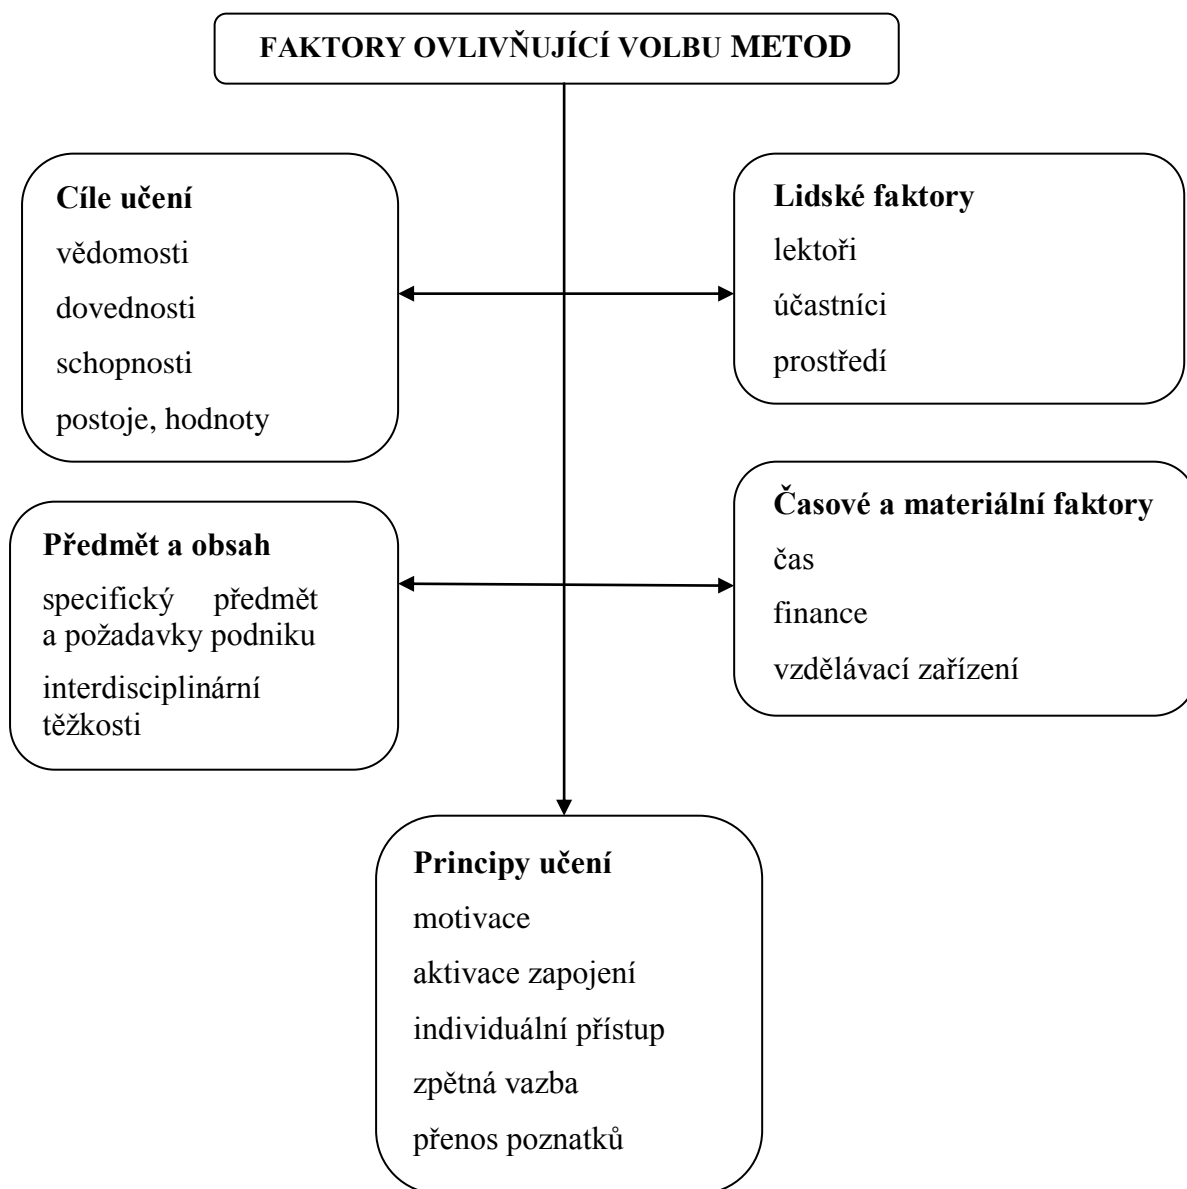 FAKTORY OVLIVŇUJÍCÍ VOLBU METOD
Cíle učení
vědomosti
dovednosti
schopnosti
postoje, hodnoty
Lidské faktory
lektoři
účastníci
prostředí
Předmět a obsah
specifický předmět
a požadavky podniku
interdisciplinární
těžkosti
Časové a materiální faktory
čas
finance
vzdělávací zařízení
Principy učení
motivace
aktivace zapojení
individuální přístup
zpětná vazba
přenos poznatků